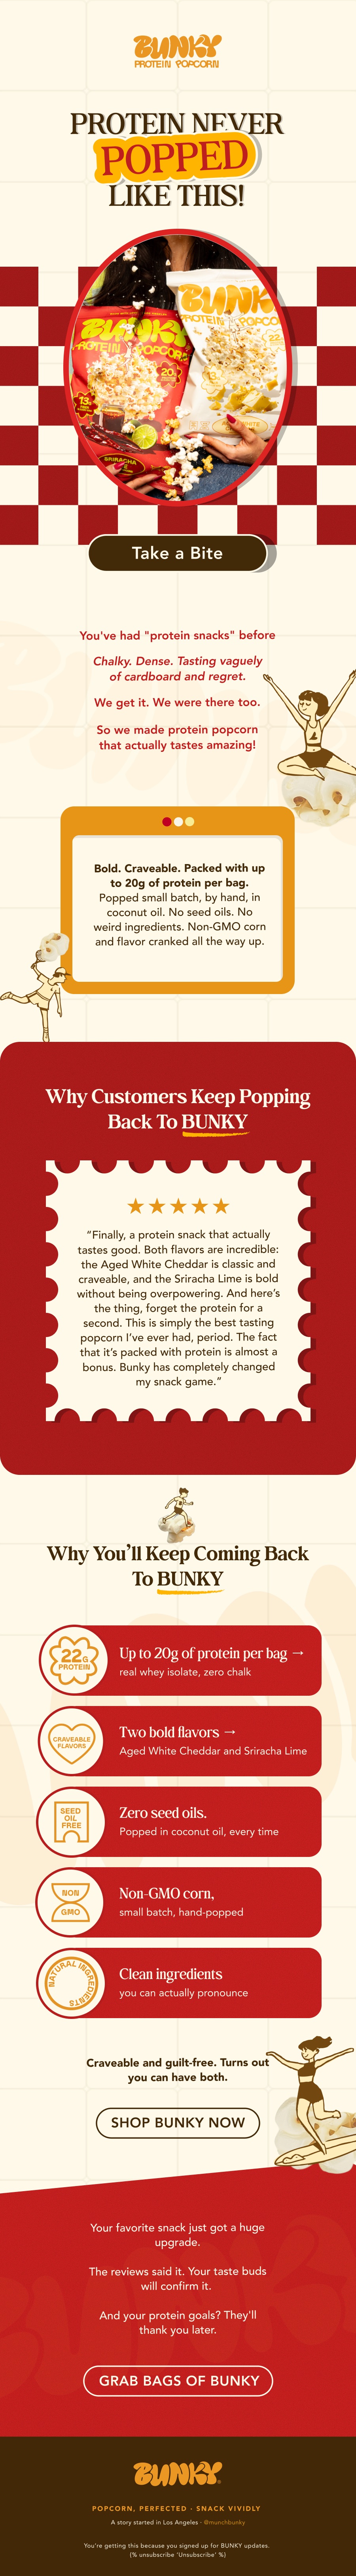 BUNKY
PROTEIN POPCORN
PROTEIN NEVER
POPPED
LIKE THIS!
BUNKY
PROTEIN POPCORN
BUNK
PROTEIN POPCO
20
22
13
19
SRIRACHA
Take a Bite
You've had "protein snacks" before
Chalky. Dense. Tasting vaguely
of cardboard and regret.
We get it. We were there too.
So we made protein popcorn
that actually tastes amazing!
Bold. Craveable. Packed with up
to 20g of protein per bag.
Popped small batch, by hand, in
coconut oil. No seed oils. No
weird ingredients. Non-GMO corn
and flavor cranked all the way up.
Why Customers Keep Popping
Back To BUNKY
“Finally, a protein snack that actually
tastes good. Both flavors are incredible:
the Aged White Cheddar is classic and
craveable, and the Sriracha Lime is bold
without being overpowering. And here’s
the thing, forget the protein for a
second. This is simply the best tasting
popcorn I’ve ever had, period. The fact
that it’s packed with protein is almost a
bonus. Bunky has completely changed
my snack game.”
Why You’ll Keep Coming Back
To BUNKY
22G
PROTEIN
Up to 20g of protein per bag →
real whey isolate, zero chalk
CRAVEABLE
FLAVORS
Two bold flavors →
Aged White Cheddar and Sriracha Lime
SEED
OIL
FREE
Zero seed oils.
Popped in coconut oil, every time
NON
GMO
Non-GMO corn,
small batch, hand-popped
NATURAL INGREDIENTS
Clean ingredients
you can actually pronounce
Craveable and guilt-free. Turns out
you can have both.
SHOP BUNKY NOW
Your favorite snack just got a huge
upgrade.
The reviews said it. Your taste buds
will confirm it.
And your protein goals? They'll
thank you later.
GRAB BAGS OF BUNKY
BUNKY
POPCORN, PERFECTED · SNACK VIVIDLY
A story started in Los Angeles · @munchbunky
You're getting this because you signed up for BUNKY updates.
{% unsubscribe 'Unsubscribe' %}